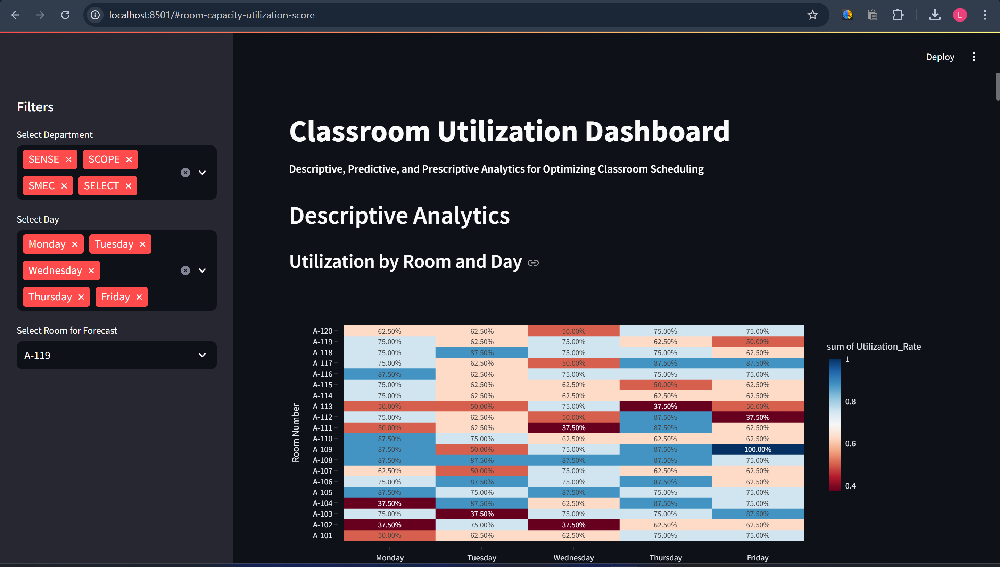 localhost:8501/#room-capacity-utilization-score
L
Deploy
Filters
Select Department
SENSE SCOPE
SMEC SELECT
Select Day
Monday Tuesday
Wednesday
Thursday Friday
Select Room for Forecast
A-119
Classroom Utilization Dashboard
Descriptive, Predictive, and Prescriptive Analytics for Optimizing Classroom Scheduling
Descriptive Analytics
Utilization by Room and Day
Room Number
A-120 62.50% 62.50% 50.00% 75.00% 75.00%
A-119 75.00% 62.50% 75.00% 62.50% 50.00%
A-118 75.00% 87.50% 75.00% 75.00% 62.50%
A-117 75.00% 62.50% 50.00% 87.50% 87.50%
A-116 87.50% 62.50% 75.00% 75.00% 75.00%
A-115 75.00% 62.50% 62.50% 50.00% 62.50%
A-114 75.00% 62.50% 62.50% 62.50% 62.50%
A-113 50.00% 50.00% 75.00% 37.50% 50.00%
A-112 75.00% 62.50% 50.00% 87.50% 37.50%
A-111 50.00% 62.50% 37.50% 87.50% 62.50%
A-110 87.50% 75.00% 62.50% 62.50% 62.50%
A-109 87.50% 50.00% 75.00% 87.50% 100.00%
A-108 87.50% 87.50% 87.50% 87.50% 75.00%
A-107 62.50% 50.00% 75.00% 62.50% 62.50%
A-106 75.00% 87.50% 75.00% 87.50% 62.50%
A-105 87.50% 75.00% 87.50% 75.00% 75.00%
A-104 37.50% 87.50% 62.50% 87.50% 75.00%
A-103 75.00% 37.50% 75.00% 75.00% 87.50%
A-102 37.50% 75.00% 37.50% 62.50% 62.50%
A-101 50.00% 62.50% 62.50% 75.00% 75.00%
Monday Tuesday Wednesday Thursday Friday
sum of Utilization_Rate
1
0.8
0.6
0.4